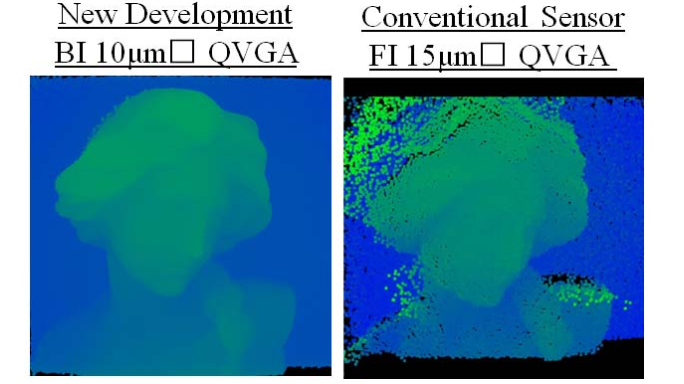 New Development
BI 10μm□ QVGA
Conventional Sensor
FI 15μm□ QVGA